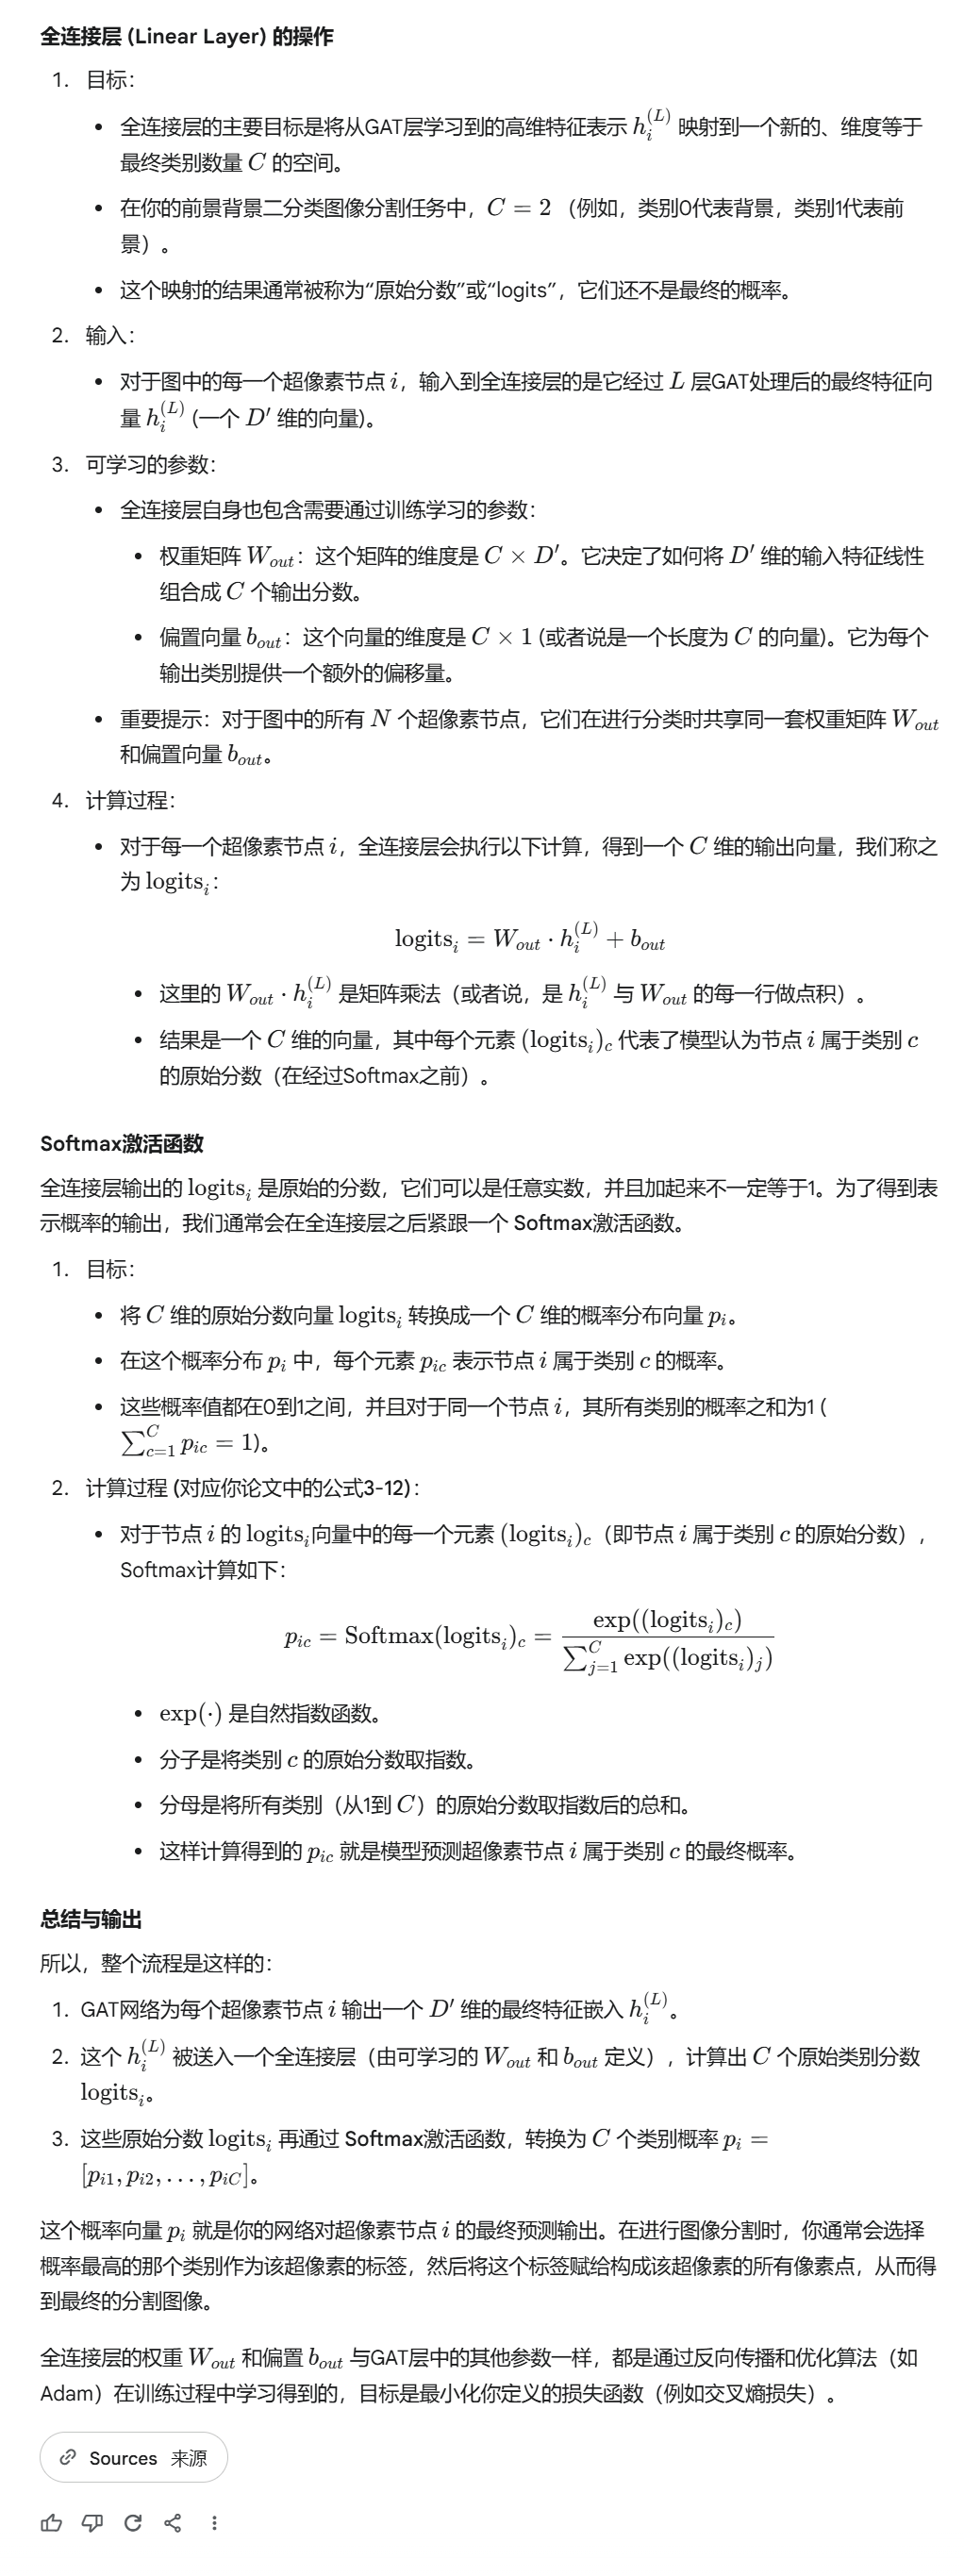 全连接层 (Linear Layer) 的操作
1. 目标：
• 全连接层的主要目标是将从GAT层学习到的高维特征表示 $h_i^{(L)}$ 映射到一个新的、维度等于
最终类别数量 $C$ 的空间。
• 在你的前景背景二分类图像分割任务中，$C = 2$ （例如，类别0代表背景，类别1代表前
景）。
• 这个映射的结果通常被称为“原始分数”或“logits”，它们还不是最终的概率。
2. 输入：
• 对于图中的每一个超像素节点 $i$，输入到全连接层的是它经过 $L$ 层GAT处理后的最终特征向
量 $h_i^{(L)}$ (一个 $D'$ 维的向量)。
3. 可学习的参数：
• 全连接层自身也包含需要通过训练学习的参数：
• 权重矩阵 $W_{out}$：这个矩阵的维度是 $C \times D'$。它决定了如何将 $D'$ 维的输入特征线性
组合成 $C$ 个输出分数。
• 偏置向量 $b_{out}$：这个向量的维度是 $C \times 1$ (或者说是一个长度为 $C$ 的向量)。它为每个
输出类别提供一个额外的偏移量。
• 重要提示：对于图中的所有 $N$ 个超像素节点，它们在进行分类时共享同一套权重矩阵 $W_{out}$
和偏置向量 $b_{out}$。
4. 计算过程：
• 对于每一个超像素节点 $i$，全连接层会执行以下计算，得到一个 $C$ 维的输出向量，我们称之
为 $\text{logits}_i$：
$\text{logits}_i = W_{out} \cdot h_i^{(L)} + b_{out}$
• 这里的 $W_{out} \cdot h_i^{(L)}$ 是矩阵乘法（或者说，是 $h_i^{(L)}$ 与 $W_{out}$ 的每一行做点积）。
• 结果是一个 $C$ 维的向量，其中每个元素 $(\text{logits}_i)_c$ 代表了模型认为节点 $i$ 属于类别 $c$
的原始分数（在经过Softmax之前）。
Softmax激活函数
全连接层输出的 $\text{logits}_i$ 是原始的分数，它们可以是任意实数，并且加起来不一定等于1。为了得到表
示概率的输出，我们通常会在全连接层之后紧跟一个 Softmax激活函数。
1. 目标：
• 将 $C$ 维的原始分数向量 $\text{logits}_i$ 转换成一个 $C$ 维的概率分布向量 $p_i$。
• 在这个概率分布 $p_i$ 中，每个元素 $p_{ic}$ 表示节点 $i$ 属于类别 $c$ 的概率。
• 这些概率值都在0到1之间，并且对于同一个节点 $i$，其所有类别的概率之和为1 (
$\sum_{c=1}^{C} p_{ic} = 1$)。
2. 计算过程 (对应你论文中的公式3-12)：
• 对于节点 $i$ 的 $\text{logits}_i$向量中的每一个元素 $(\text{logits}_i)_c$（即节点 $i$ 属于类别 $c$ 的原始分数），
Softmax计算如下：
$p_{ic} = \text{Softmax}(\text{logits}_i)_c = \frac{\exp((\text{logits}_i)_c)}{\sum_{j=1}^{C} \exp((\text{logits}_i)_j)}$
• $\exp(\cdot)$ 是自然指数函数。
• 分子是将类别 $c$ 的原始分数取指数。
• 分母是将所有类别（从1到 $C$）的原始分数取指数后的总和。
• 这样计算得到的 $p_{ic}$ 就是模型预测超像素节点 $i$ 属于类别 $c$ 的最终概率。
总结与输出
所以，整个流程是这样的：
1. GAT网络为每个超像素节点 $i$ 输出一个 $D'$ 维的最终特征嵌入 $h_i^{(L)}$。
2. 这个 $h_i^{(L)}$ 被送入一个全连接层（由可学习的 $W_{out}$ 和 $b_{out}$ 定义），计算出 $C$ 个原始类别分数
$\text{logits}_i$。
3. 这些原始分数 $\text{logits}_i$ 再通过 Softmax激活函数，转换为 $C$ 个类别概率 $p_i =$
$[p_{i1}, p_{i2}, \ldots, p_{iC}]$。
这个概率向量 $p_i$ 就是你的网络对超像素节点 $i$ 的最终预测输出。在进行图像分割时，你通常会选择
概率最高的那个类别作为该超像素的标签，然后将这个标签赋给构成该超像素的所有像素点，从而得
到最终的分割图像。
全连接层的权重 $W_{out}$ 和偏置 $b_{out}$ 与GAT层中的其他参数一样，都是通过反向传播和优化算法（如
Adam）在训练过程中学习得到的，目标是最小化你定义的损失函数（例如交叉熵损失）。
Sources 来源